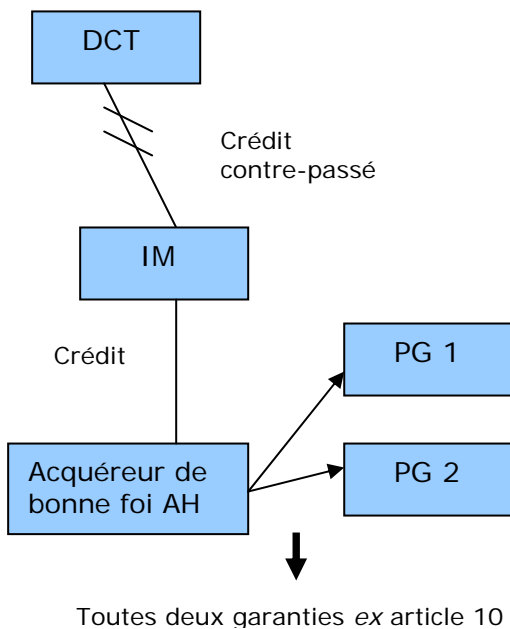 DCT
Crédit
contre-passé
IM
Crédit
PG 1
Acquéreur de
bonne foi AH
PG 2
Toutes deux garanties ex article 10